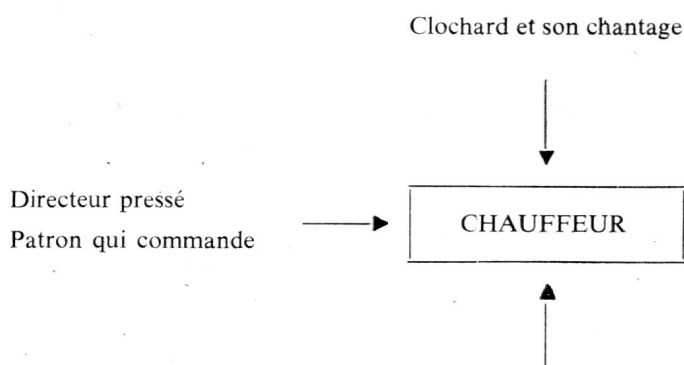 Clochard et son chantage
Directeur pressé
Patron qui commande
CHAUFFEUR